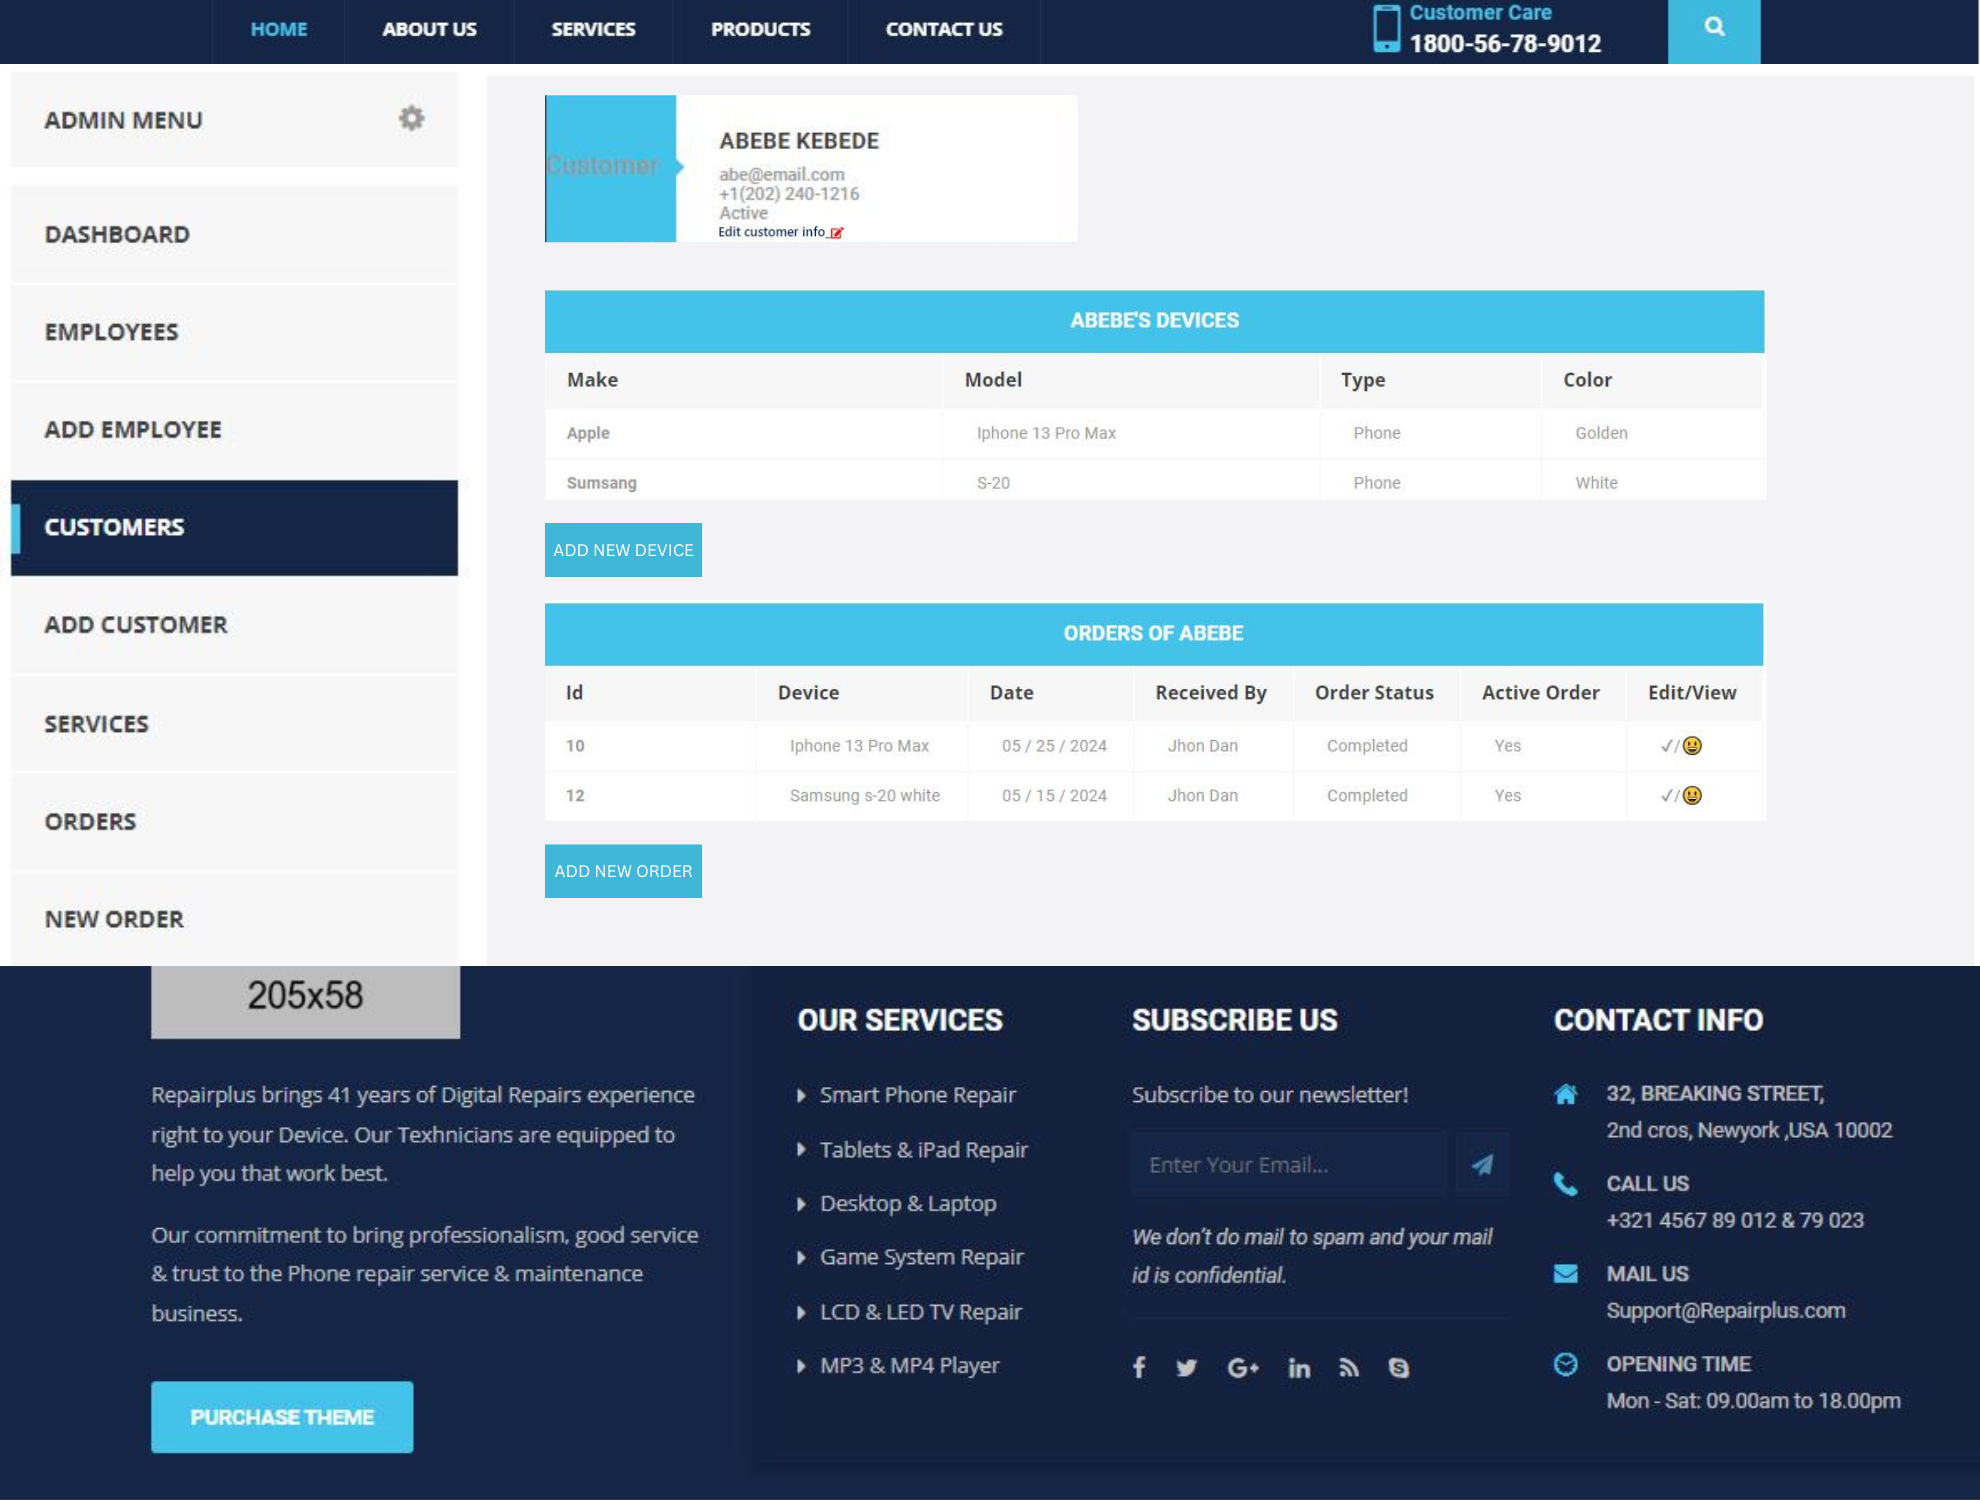 HOME ABOUT US SERVICES PRODUCTS CONTACT US
Customer Care
1800-56-78-9012
ADMIN MENU
DASHBOARD
EMPLOYEES
ADD EMPLOYEE
CUSTOMERS
ADD CUSTOMER
SERVICES
ORDERS
NEW ORDER
Customer
ABEBE KEBEDE
abe@email.com
+1(202) 240-1216
Active
Edit customer info
ABEBE'S DEVICES
Make Model Type Color
Apple Iphone 13 Pro Max Phone Golden
Sumsang S-20 Phone White
ADD NEW DEVICE
ORDERS OF ABEBE
Id Device Date Received By Order Status Active Order Edit/View
10 Iphone 13 Pro Max 05 / 25 / 2024 Jhon Dan Completed Yes ✓/😃
12 Samsung s-20 white 05 / 15 / 2024 Jhon Dan Completed Yes ✓/😃
ADD NEW ORDER
205x58
Repairplus brings 41 years of Digital Repairs experience
right to your Device. Our Texhnicians are equipped to
help you that work best.
Our commitment to bring professionalism, good service
& trust to the Phone repair service & maintenance
business.
PURCHASE THEME
OUR SERVICES
Smart Phone Repair
Tablets & iPad Repair
Desktop & Laptop
Game System Repair
LCD & LED TV Repair
MP3 & MP4 Player
SUBSCRIBE US
Subscribe to our newsletter!
Enter Your Email...
We don't do mail to spam and your mail
id is confidential.
CONTACT INFO
32, BREAKING STREET,
2nd cros, Newyork ,USA 10002
CALL US
+321 4567 89 012 & 79 023
MAIL US
Support@Repairplus.com
OPENING TIME
Mon - Sat: 09.00am to 18.00pm